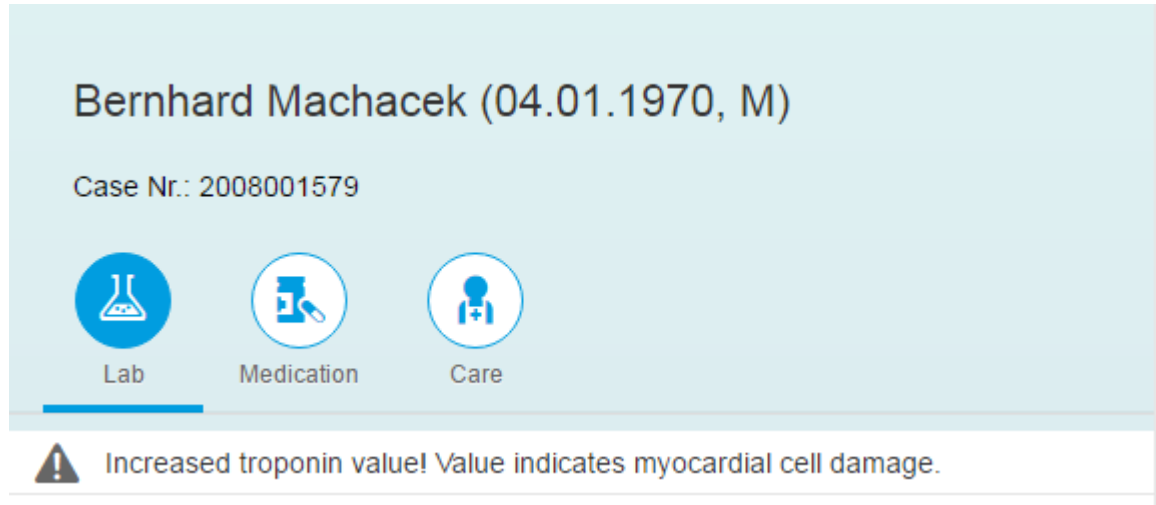 Bernhard Machacek (04.01.1970, M)
Case Nr.: 2008001579
Lab Medication Care
Increased troponin value! Value indicates myocardial cell damage.